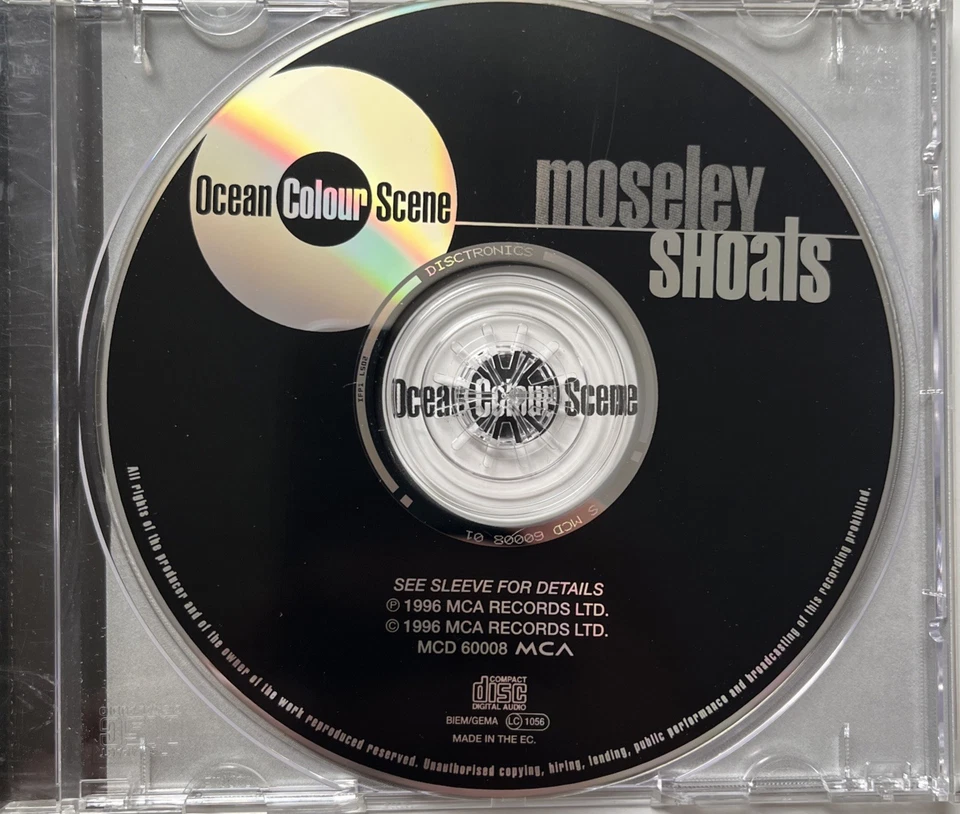 Ocean Colour Scene
moseley
shoals
DISCTRONICS
IFPI L502
Ocean Colour Scene
S MCD 60008 01
SEE SLEEVE FOR DETAILS
℗ 1996 MCA RECORDS LTD.
© 1996 MCA RECORDS LTD.
MCD 60008 MCA
COMPACT
disc
DIGITAL AUDIO
BIEM/GEMA LC 1056
MADE IN THE EC.
All rights of the producer and of the owner of the work reproduced reserved. Unauthorised copying, hiring, lending, public performance and broadcasting of this recording prohibited.